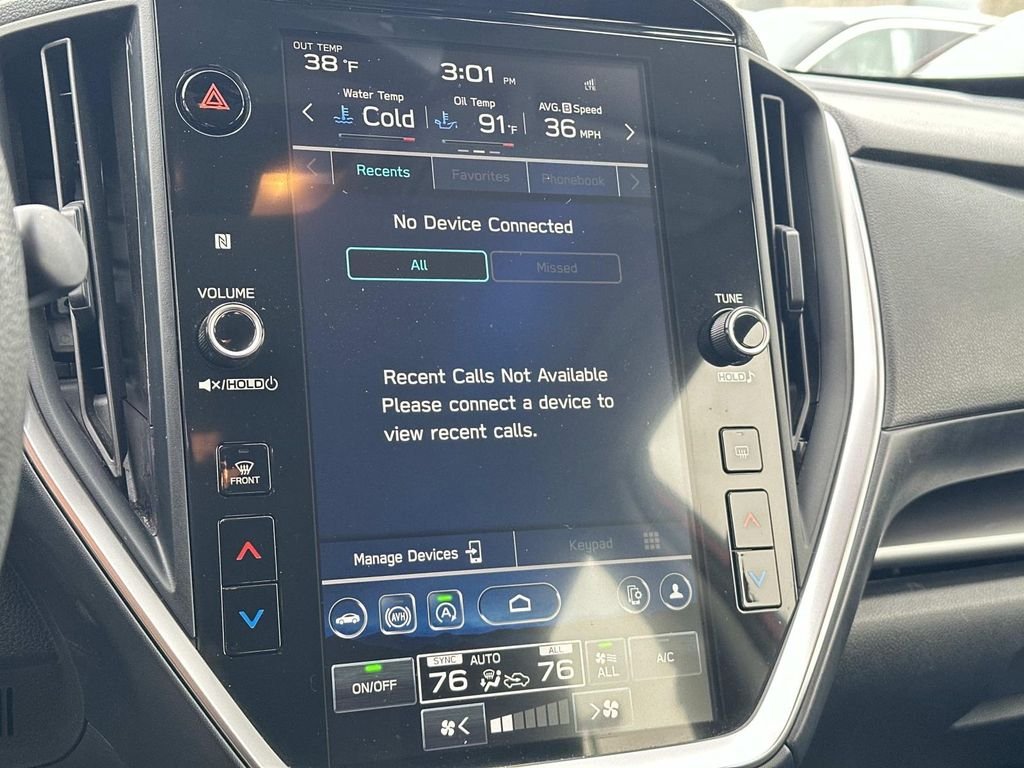 OUT TEMP
38 °F
3:01 PM
LTE
Water Temp
Cold
Oil Temp
91°F
AVG. B Speed
36 MPH
Recents
Favorites
Phonebook
No Device Connected
All
Missed
VOLUME
TUNE
/HOLD
HOLD
Recent Calls Not Available
Please connect a device to
view recent calls.
FRONT
Manage Devices
Keypad
AVH
A
ON/OFF
SYNC
AUTO
ALL
76
76
ALL
A/C